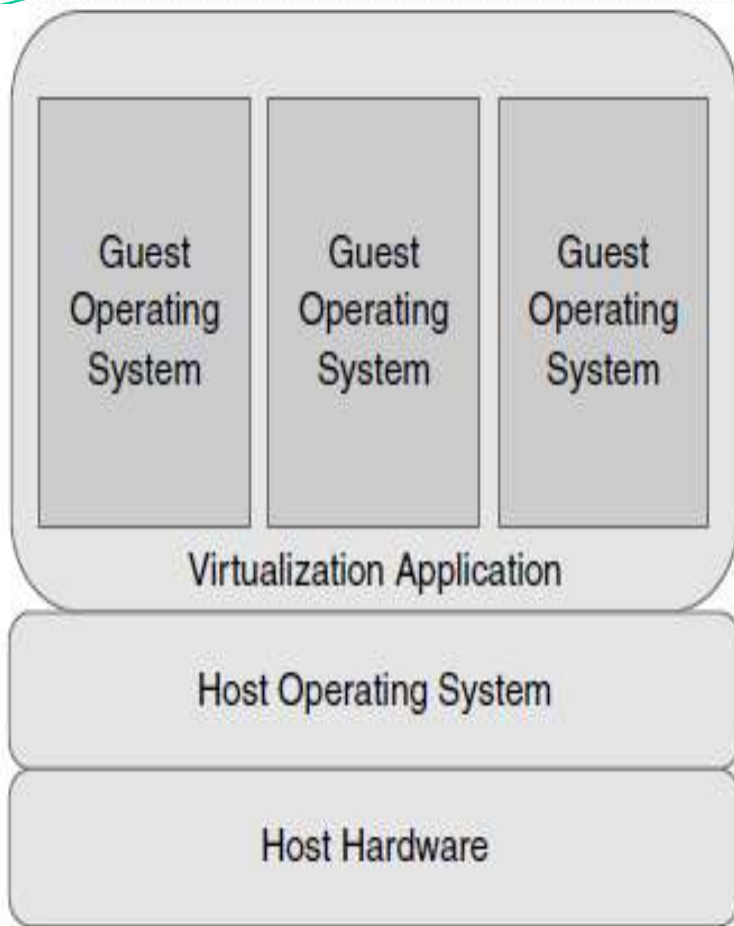 Guest
Operating
System
Guest
Operating
System
Guest
Operating
System
Virtualization Application
Host Operating System
Host Hardware